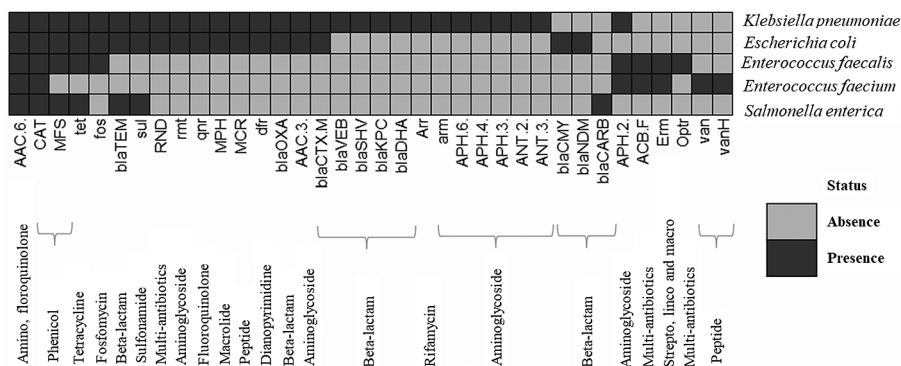 Klebsiella pneumoniae
Escherichia coli
Enterococcus faecalis
Enterococcus faecium
Salmonella enterica
AAC.6.
CAT
MFS
tet
fos
blaTEM
sul
RND
rmt
qnr
MPH
MCR
dfr
blaOXA
AAC.3.
blaCTX.M
blaVEB
blaSHV
blaKPC
blaDHA
Arr
arm
APH.6.
APH.4.
APH.3.
ANT.2.
ANT.3.
blaCMY
blaNDM
blaCARB
APH.2.
ACB.F
Erm
Optr
van
vanH
Status
Absence
Presence
Amino, floroquinolone
Phenicol
Tetracycline
Fosfomycin
Beta-lactam
Sulfonamide
Multi-antibiotics
Aminoglycoside
Fluoroquinolone
Macrolide
Peptide
Dianopyrimidine
Beta-lactam
Aminoglycoside
Beta-lactam
Rifamycin
Aminoglycoside
Beta-lactam
Aminoglycoside
Multi-antibiotics
Strepto, linco and macro
Multi-antibiotics
Peptide